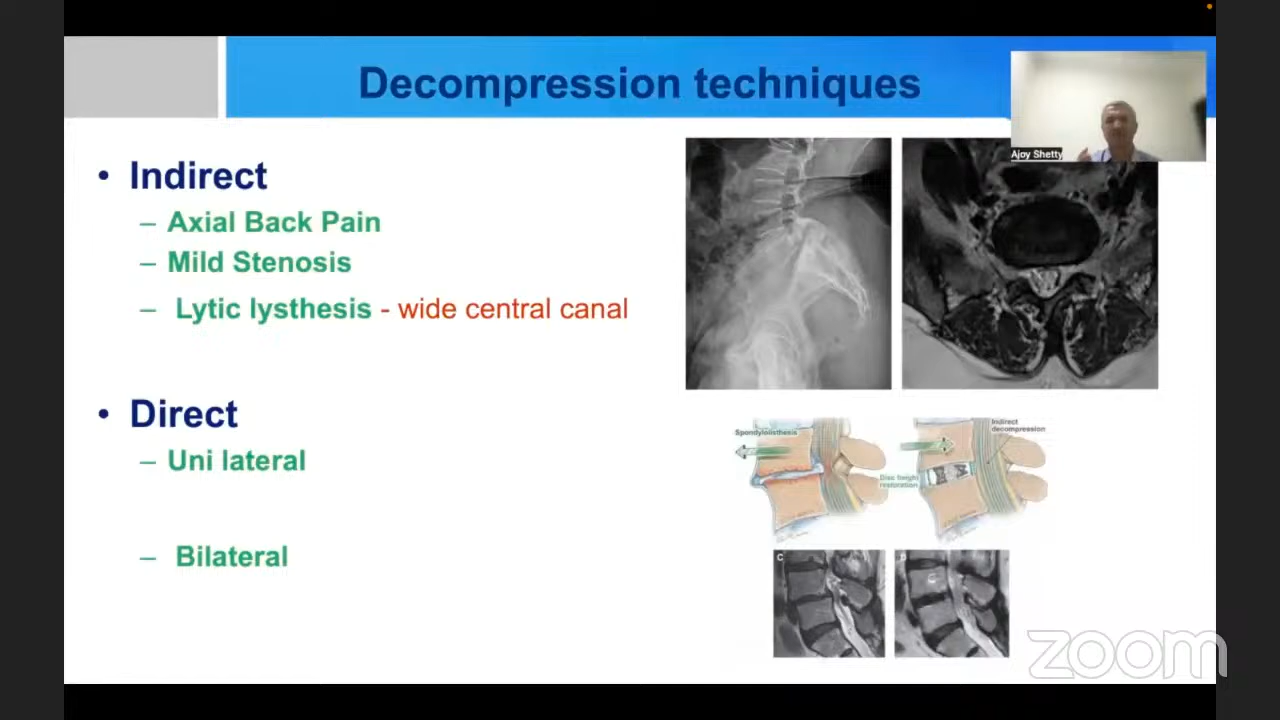 Decompression techniques
Ajoy Shetty
• Indirect
– Axial Back Pain
– Mild Stenosis
– Lytic lysthesis - wide central canal
• Direct
– Uni lateral
– Bilateral
Spondylolisthesis
Indirect
decompression
Disc height
restoration
C
D
zoom